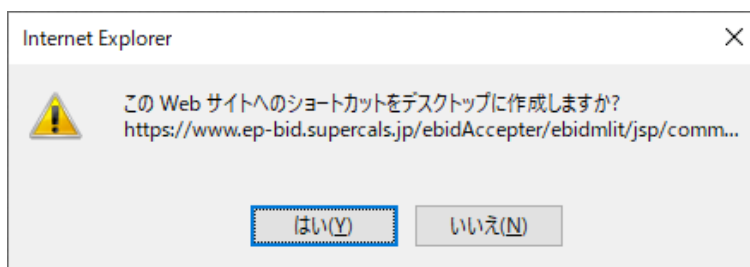 Internet Explorer
この Web サイトへのショートカットをデスクトップに作成しますか?
https://www.ep-bid.supercals.jp/ebidAccepter/ebidmlit/jsp/comm...
はい(Y)
いいえ(N)